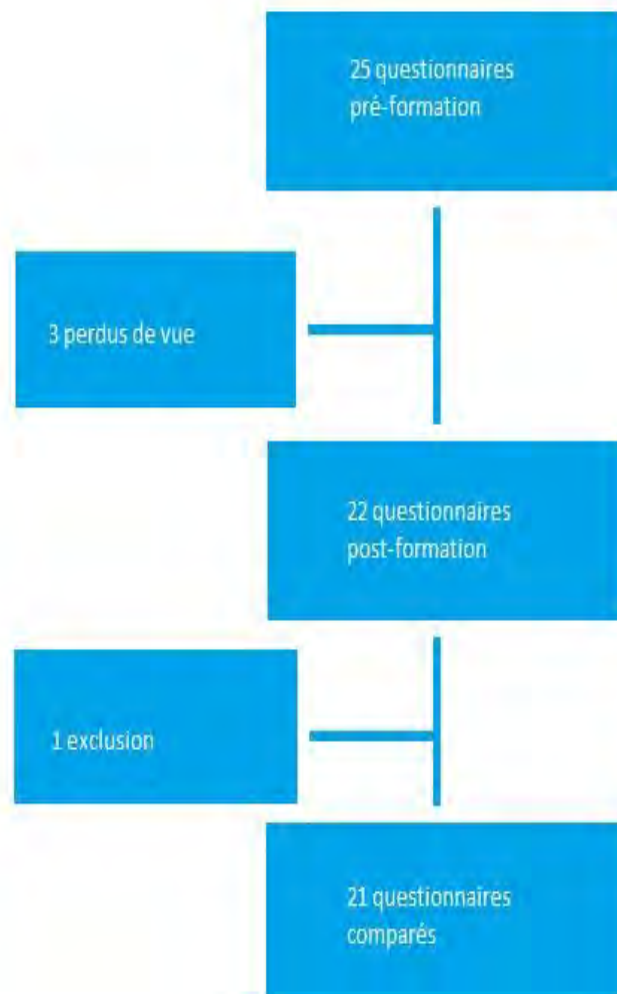 25 questionnaires
pré-formation
3 perdus de vue
22 questionnaires
post-formation
1 exclusion
21 questionnaires
comparés